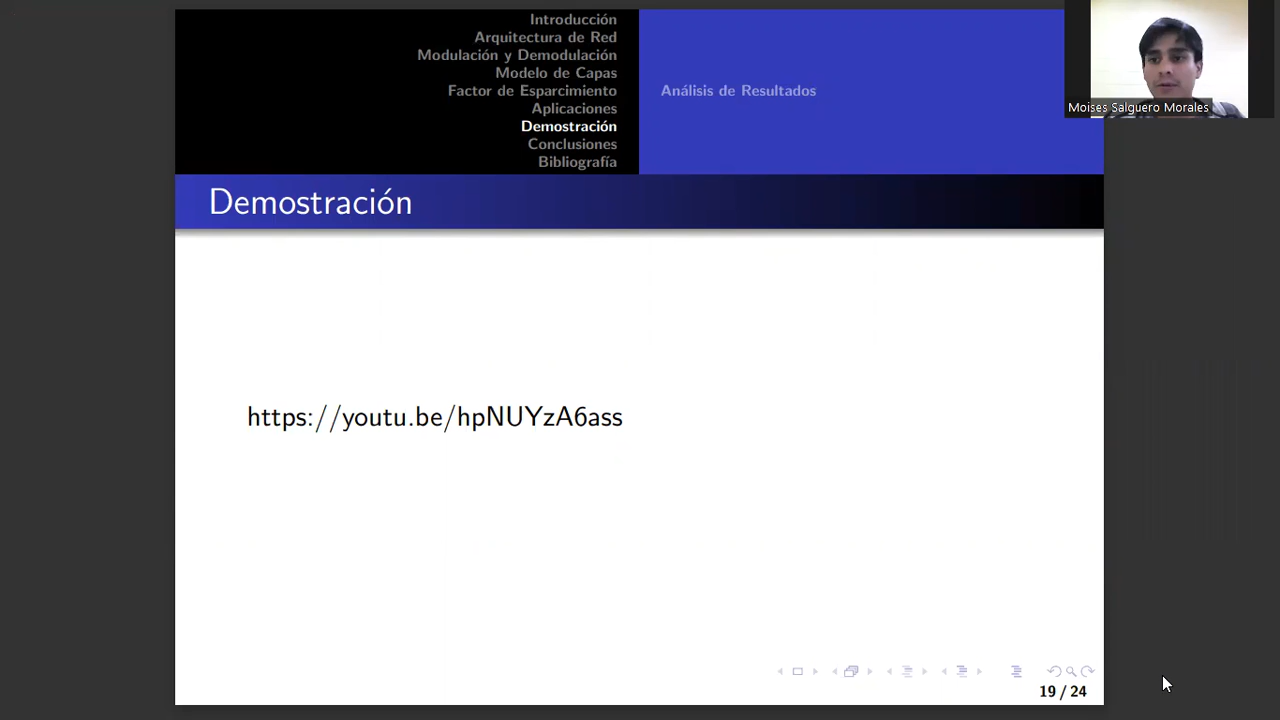 Introducción
Arquitectura de Red
Modulación y Demodulación
Modelo de Capas
Factor de Esparcimiento
Aplicaciones
Demostración
Conclusiones
Bibliografía
Análisis de Resultados
Moises Salguero Morales
Demostración
https://youtu.be/hpNUYzA6ass
19 / 24